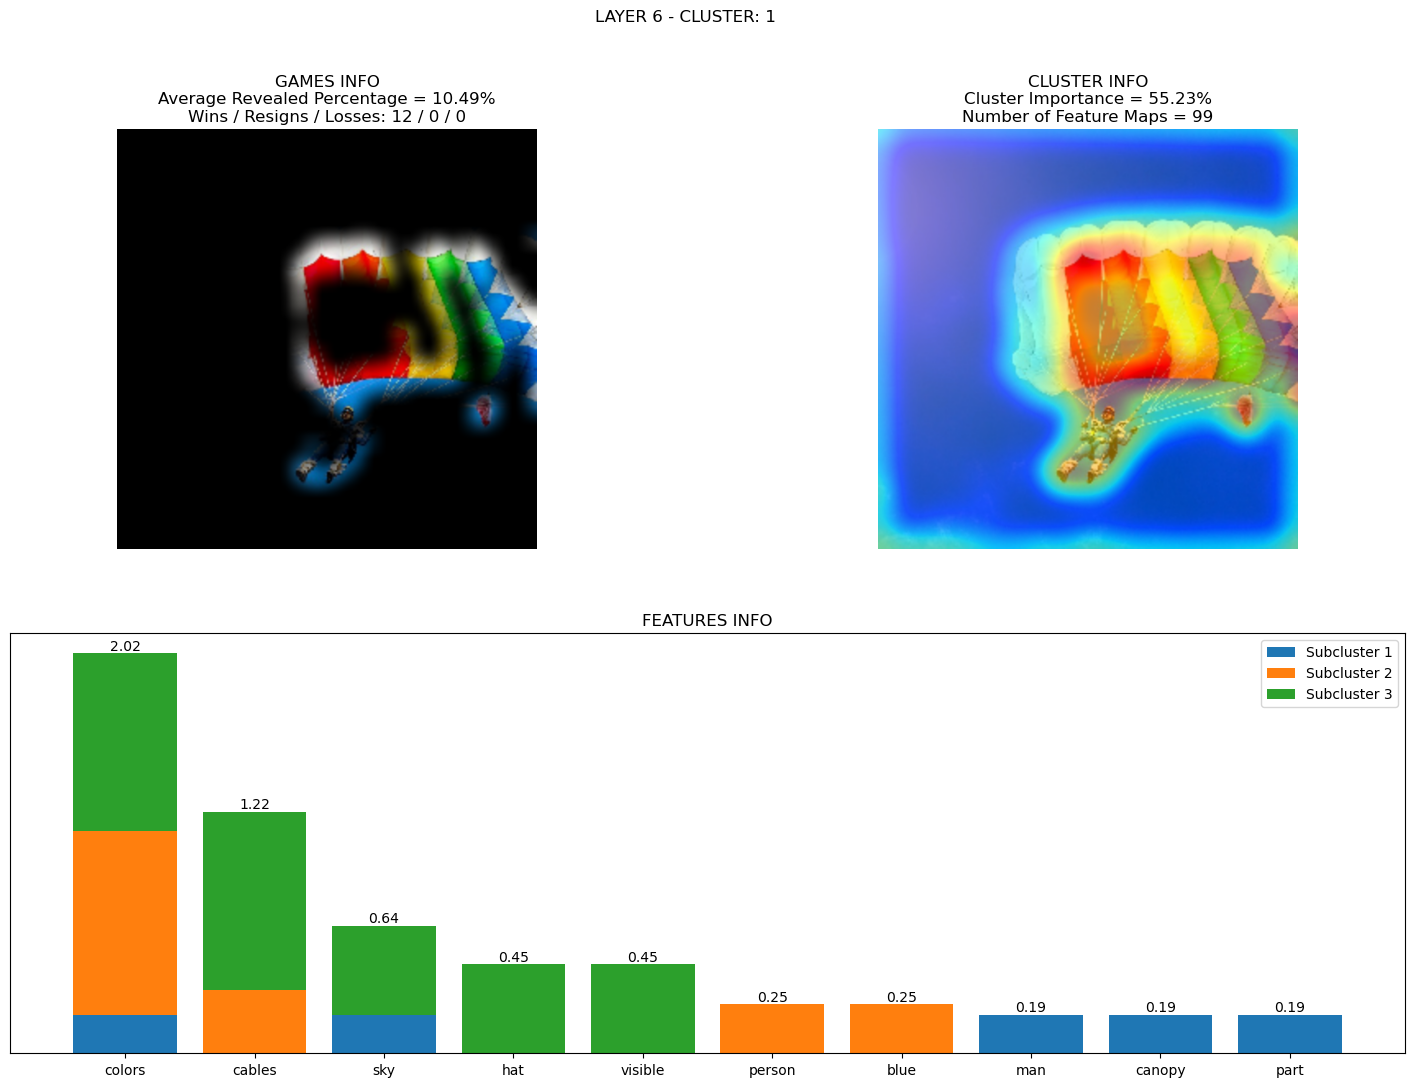 LAYER 6 - CLUSTER: 1
GAMES INFO
Average Revealed Percentage = 10.49%
Wins / Resigns / Losses: 12 / 0 / 0
CLUSTER INFO
Cluster Importance = 55.23%
Number of Feature Maps = 99
FEATURES INFO
Subcluster 1
Subcluster 2
Subcluster 3
2.02
1.22
0.64
0.45
0.45
0.25
0.25
0.19
0.19
0.19
colors
cables
sky
hat
visible
person
blue
man
canopy
part